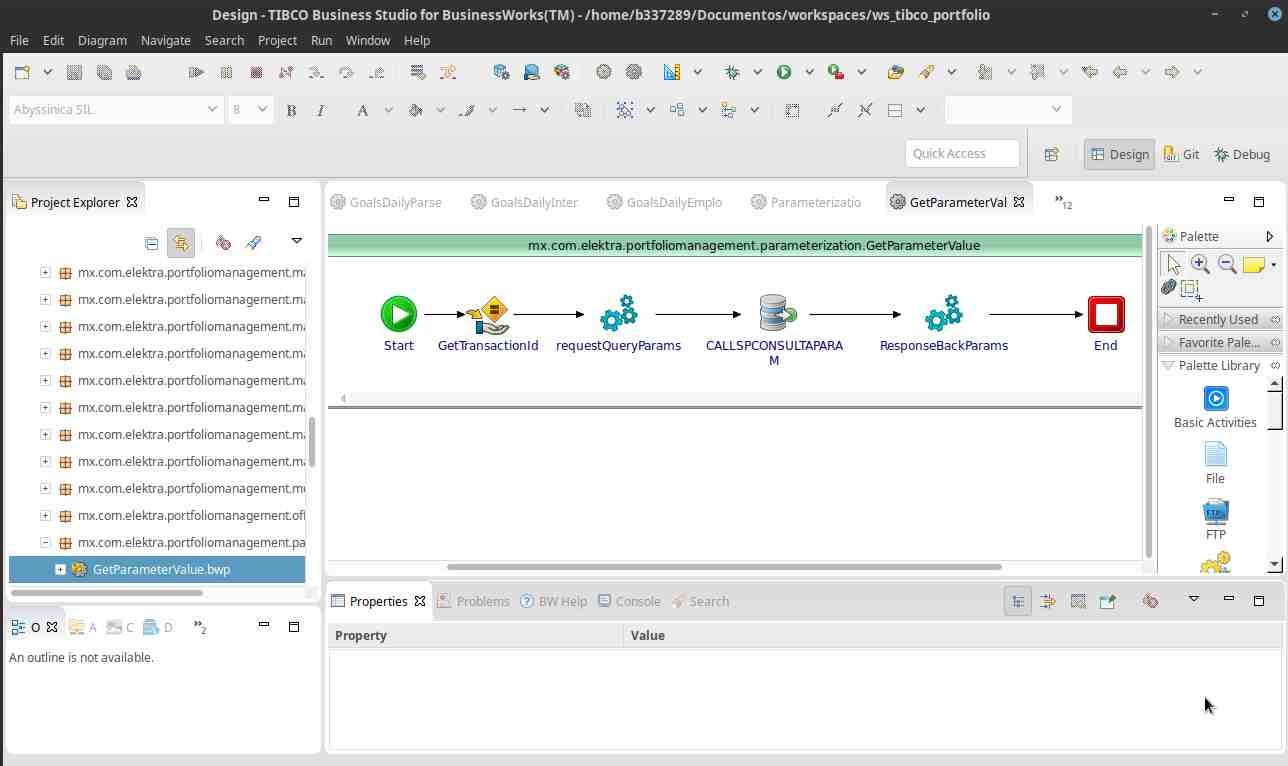 Design - TIBCO Business Studio for BusinessWorks(TM) - /home/b337289/Documentos/workspaces/ws_tibco_portfolio
File Edit Diagram Navigate Search Project Run Window Help
Abyssinica SIL 8 B I A
Quick Access Design Git Debug
Project Explorer GoalsDailyParse GoalsDailyInter GoalsDailyEmplo Parameterizatio GetParameterVal »12
mx.com.elektra.portfoliomanagement.parameterization.GetParameterValue
Palette
mx.com.elektra.portfoliomanagement.ma
mx.com.elektra.portfoliomanagement.ma
mx.com.elektra.portfoliomanagement.ma
mx.com.elektra.portfoliomanagement.ma
mx.com.elektra.portfoliomanagement.ma
mx.com.elektra.portfoliomanagement.ma
mx.com.elektra.portfoliomanagement.ma
mx.com.elektra.portfoliomanagement.ma
mx.com.elektra.portfoliomanagement.mo
mx.com.elektra.portfoliomanagement.ofi
mx.com.elektra.portfoliomanagement.pa
GetParameterValue.bwp
Start GetTransactionId requestQueryParams CALLSPCONSULTAPARA
M
ResponseBackParams End
Recently Used
Favorite Pale...
Palette Library
Basic Activities
File
FTP
O A C D »2
An outline is not available.
Properties Problems BW Help Console Search
Property Value